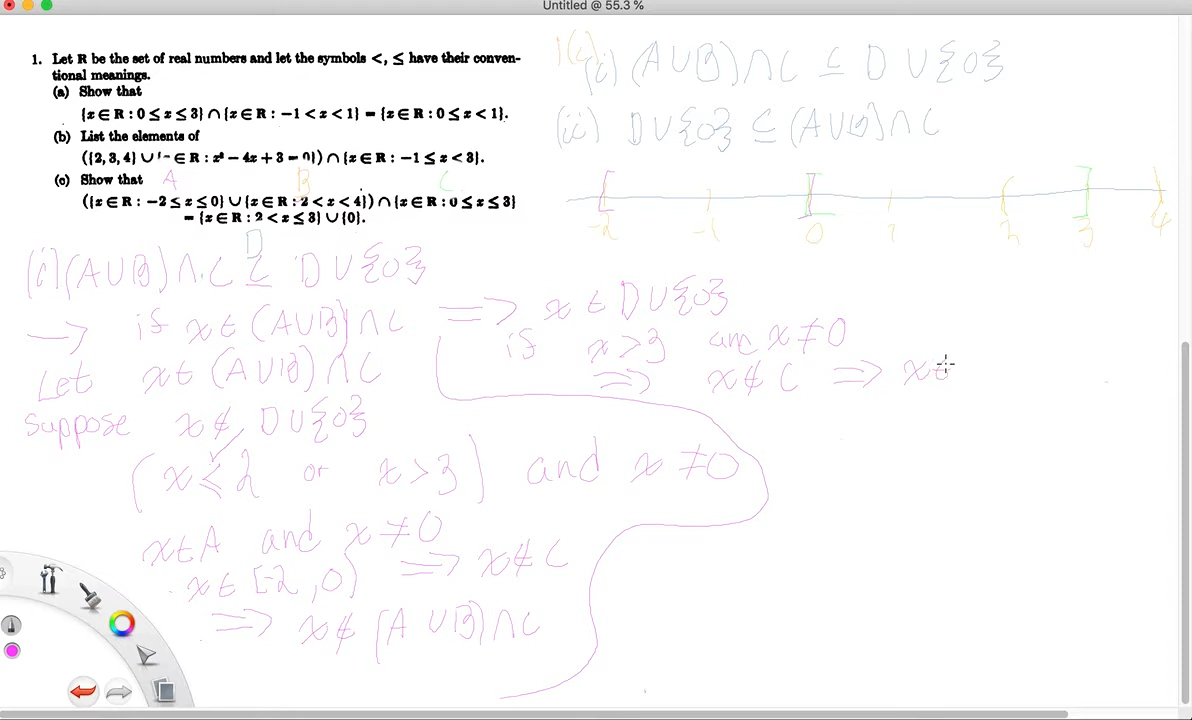 Untitled @ 55.3 %
1. Let R be the set of real numbers and let the symbols <, ≤ have their conven-
tional meanings.
(a) Show that
{x ∈ R : 0 ≤ x ≤ 3} ∩ {x ∈ R : −1 < x < 1} = {x ∈ R : 0 ≤ x < 1}.
(b) List the elements of
({2, 3, 4} ∪ {x ∈ R : x² − 4x + 3 = 0}) ∩ {x ∈ R : −1 ≤ x < 3}.
(c) Show that
A B C
({x ∈ R : −2 ≤ x ≤ 0} ∪ {x ∈ R : 2 < x < 4}) ∩ {x ∈ R : 0 ≤ x ≤ 3}
= {x ∈ R : 2 < x ≤ 3} ∪ {0}.
D
1(c)
(i) (A ∪ B) ∩ C ⊆ D ∪ {0}
(ii) D ∪ {0} ⊆ (A ∪ B) ∩ C
-2 -1 0 1 2 3 4
(i) (A ∪ B) ∩ C ⊆ D ∪ {0}
→ if x ∈ (A ∪ B) ∩ C ⇒ x ∈ D ∪ {0}
Let x ∈ (A ∪ B) ∩ C
suppose x ∉ D ∪ {0}
(x ≤ 2 or x > 3) and x ≠ 0
x ∈ A and x ≠ 0
x ∈ [-2, 0) ⇒ x ∉ C
⇒ x ∉ (A ∪ B) ∩ C
if x > 3 and x ≠ 0
⇒ x ∉ C ⇒ x ∈